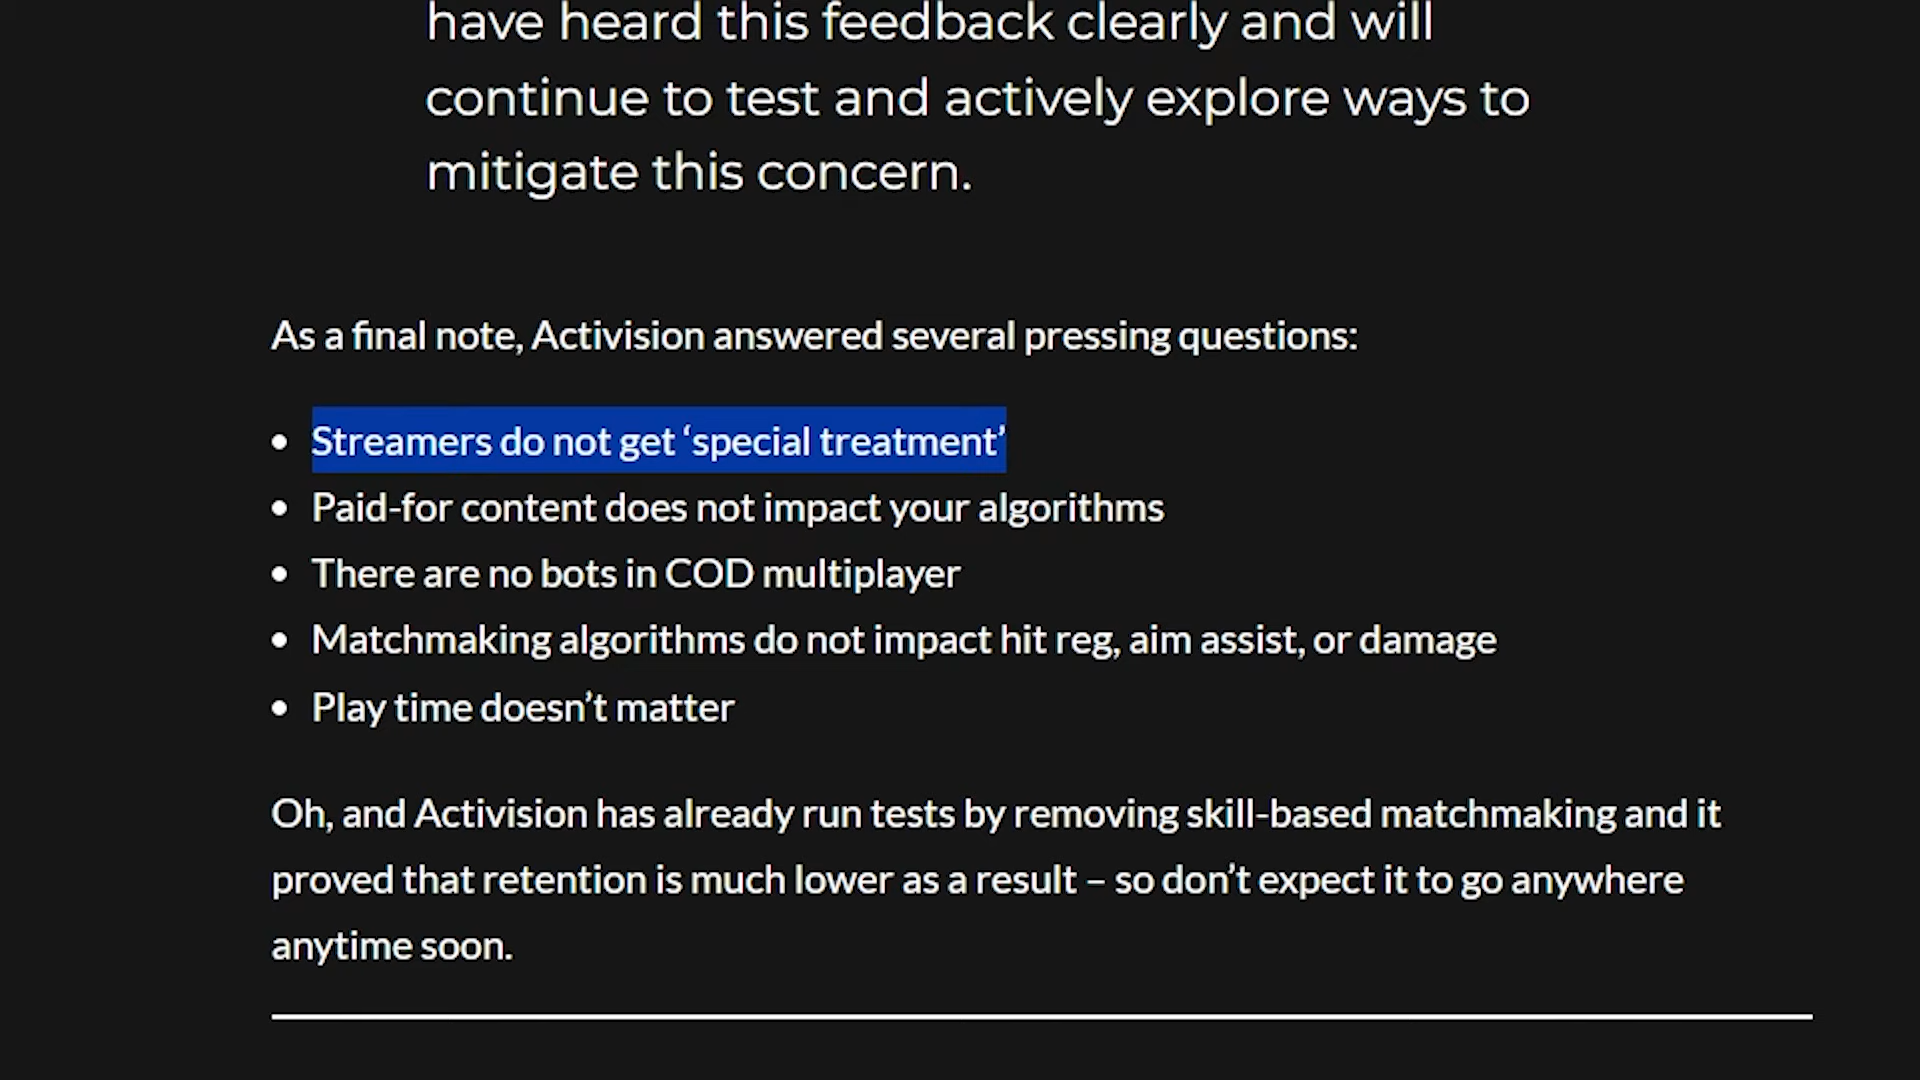 have heard this feedback clearly and will
continue to test and actively explore ways to
mitigate this concern.
As a final note, Activision answered several pressing questions:
• Streamers do not get ‘special treatment’
• Paid-for content does not impact your algorithms
• There are no bots in COD multiplayer
• Matchmaking algorithms do not impact hit reg, aim assist, or damage
• Play time doesn’t matter
Oh, and Activision has already run tests by removing skill-based matchmaking and it
proved that retention is much lower as a result – so don’t expect it to go anywhere
anytime soon.